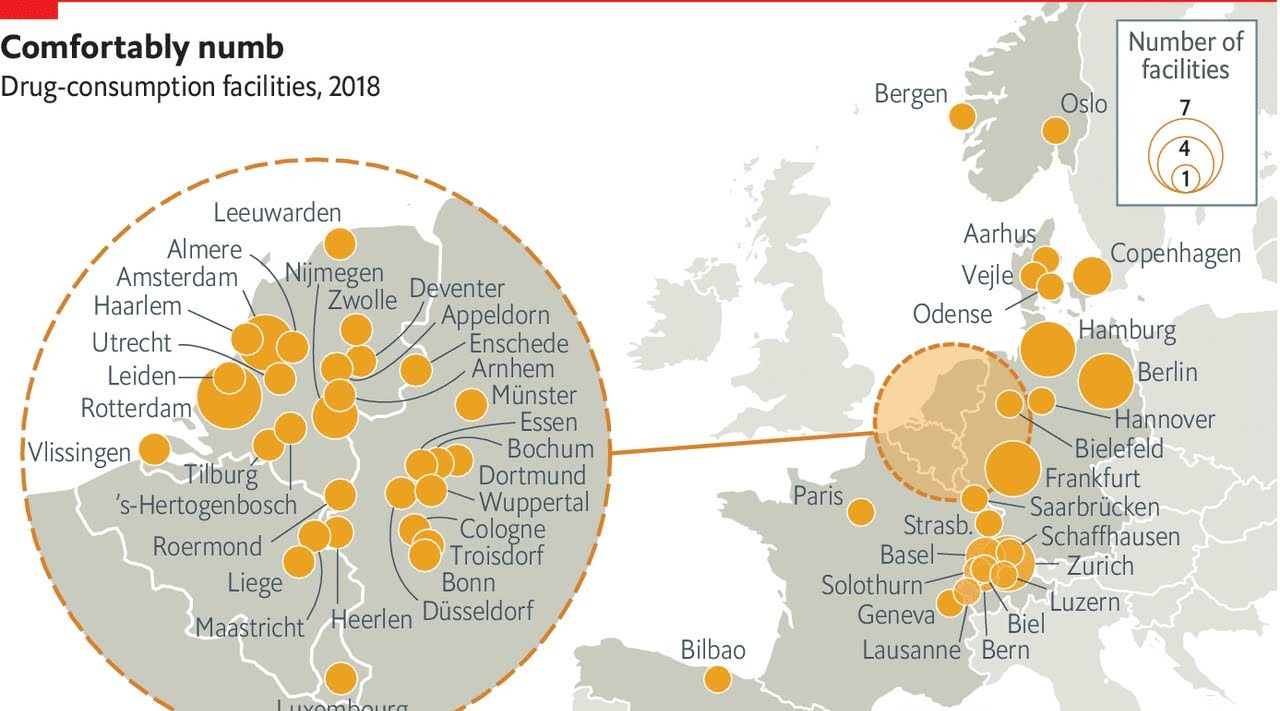 Comfortably numb
Drug-consumption facilities, 2018
Number of
facilities
7
4
1
Bergen
Oslo
Aarhus
Vejle
Odense
Copenhagen
Hamburg
Berlin
Hannover
Bielefeld
Frankfurt
Saarbrücken
Paris
Strasb.
Schaffhausen
Basel
Zurich
Solothurn
Luzern
Geneva
Biel
Lausanne
Bern
Bilbao
Leeuwarden
Almere
Amsterdam
Nijmegen
Haarlem
Zwolle
Deventer
Appeldorn
Utrecht
Enschede
Leiden
Arnhem
Rotterdam
Münster
Essen
Vlissingen
Bochum
Tilburg
Dortmund
's-Hertogenbosch
Wuppertal
Cologne
Roermond
Troisdorf
Liege
Bonn
Düsseldorf
Maastricht
Heerlen
Luxembourg